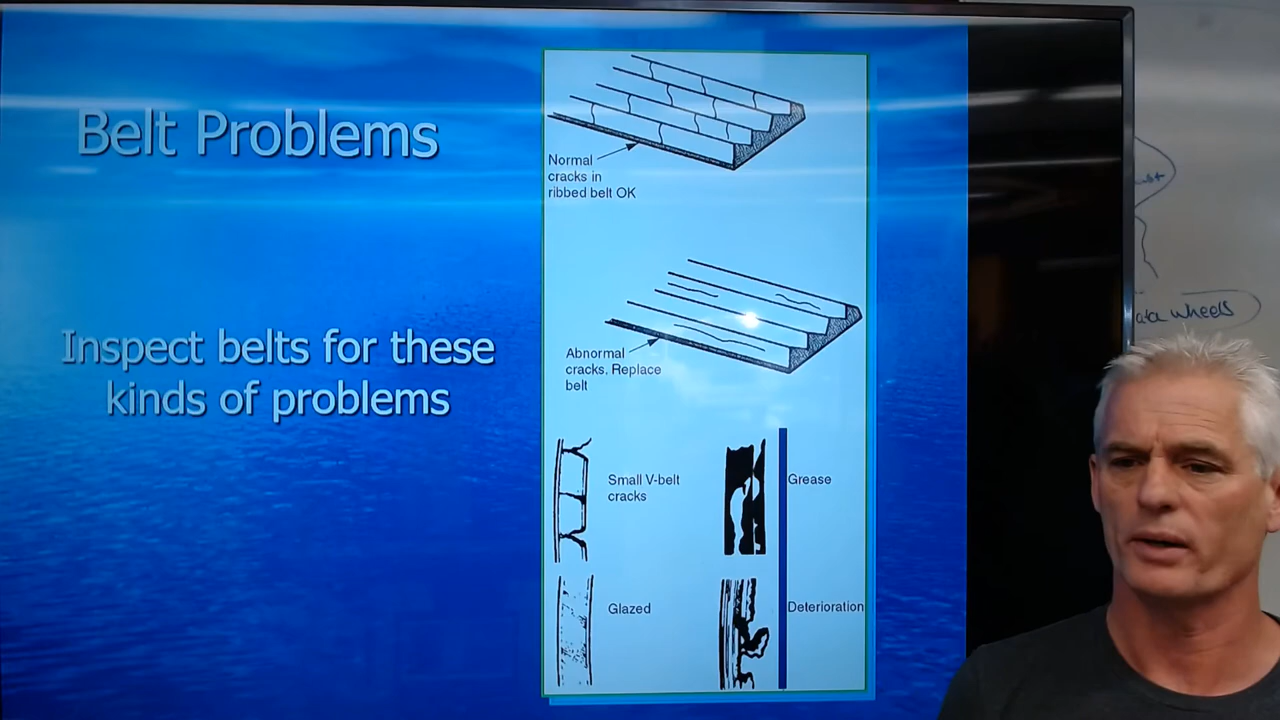 Belt Problems
Inspect belts for these
kinds of problems
Normal
cracks in
ribbed belt OK
Abnormal
cracks. Replace
belt
Small V-belt
cracks
Grease
Glazed
Deterioration
wheels